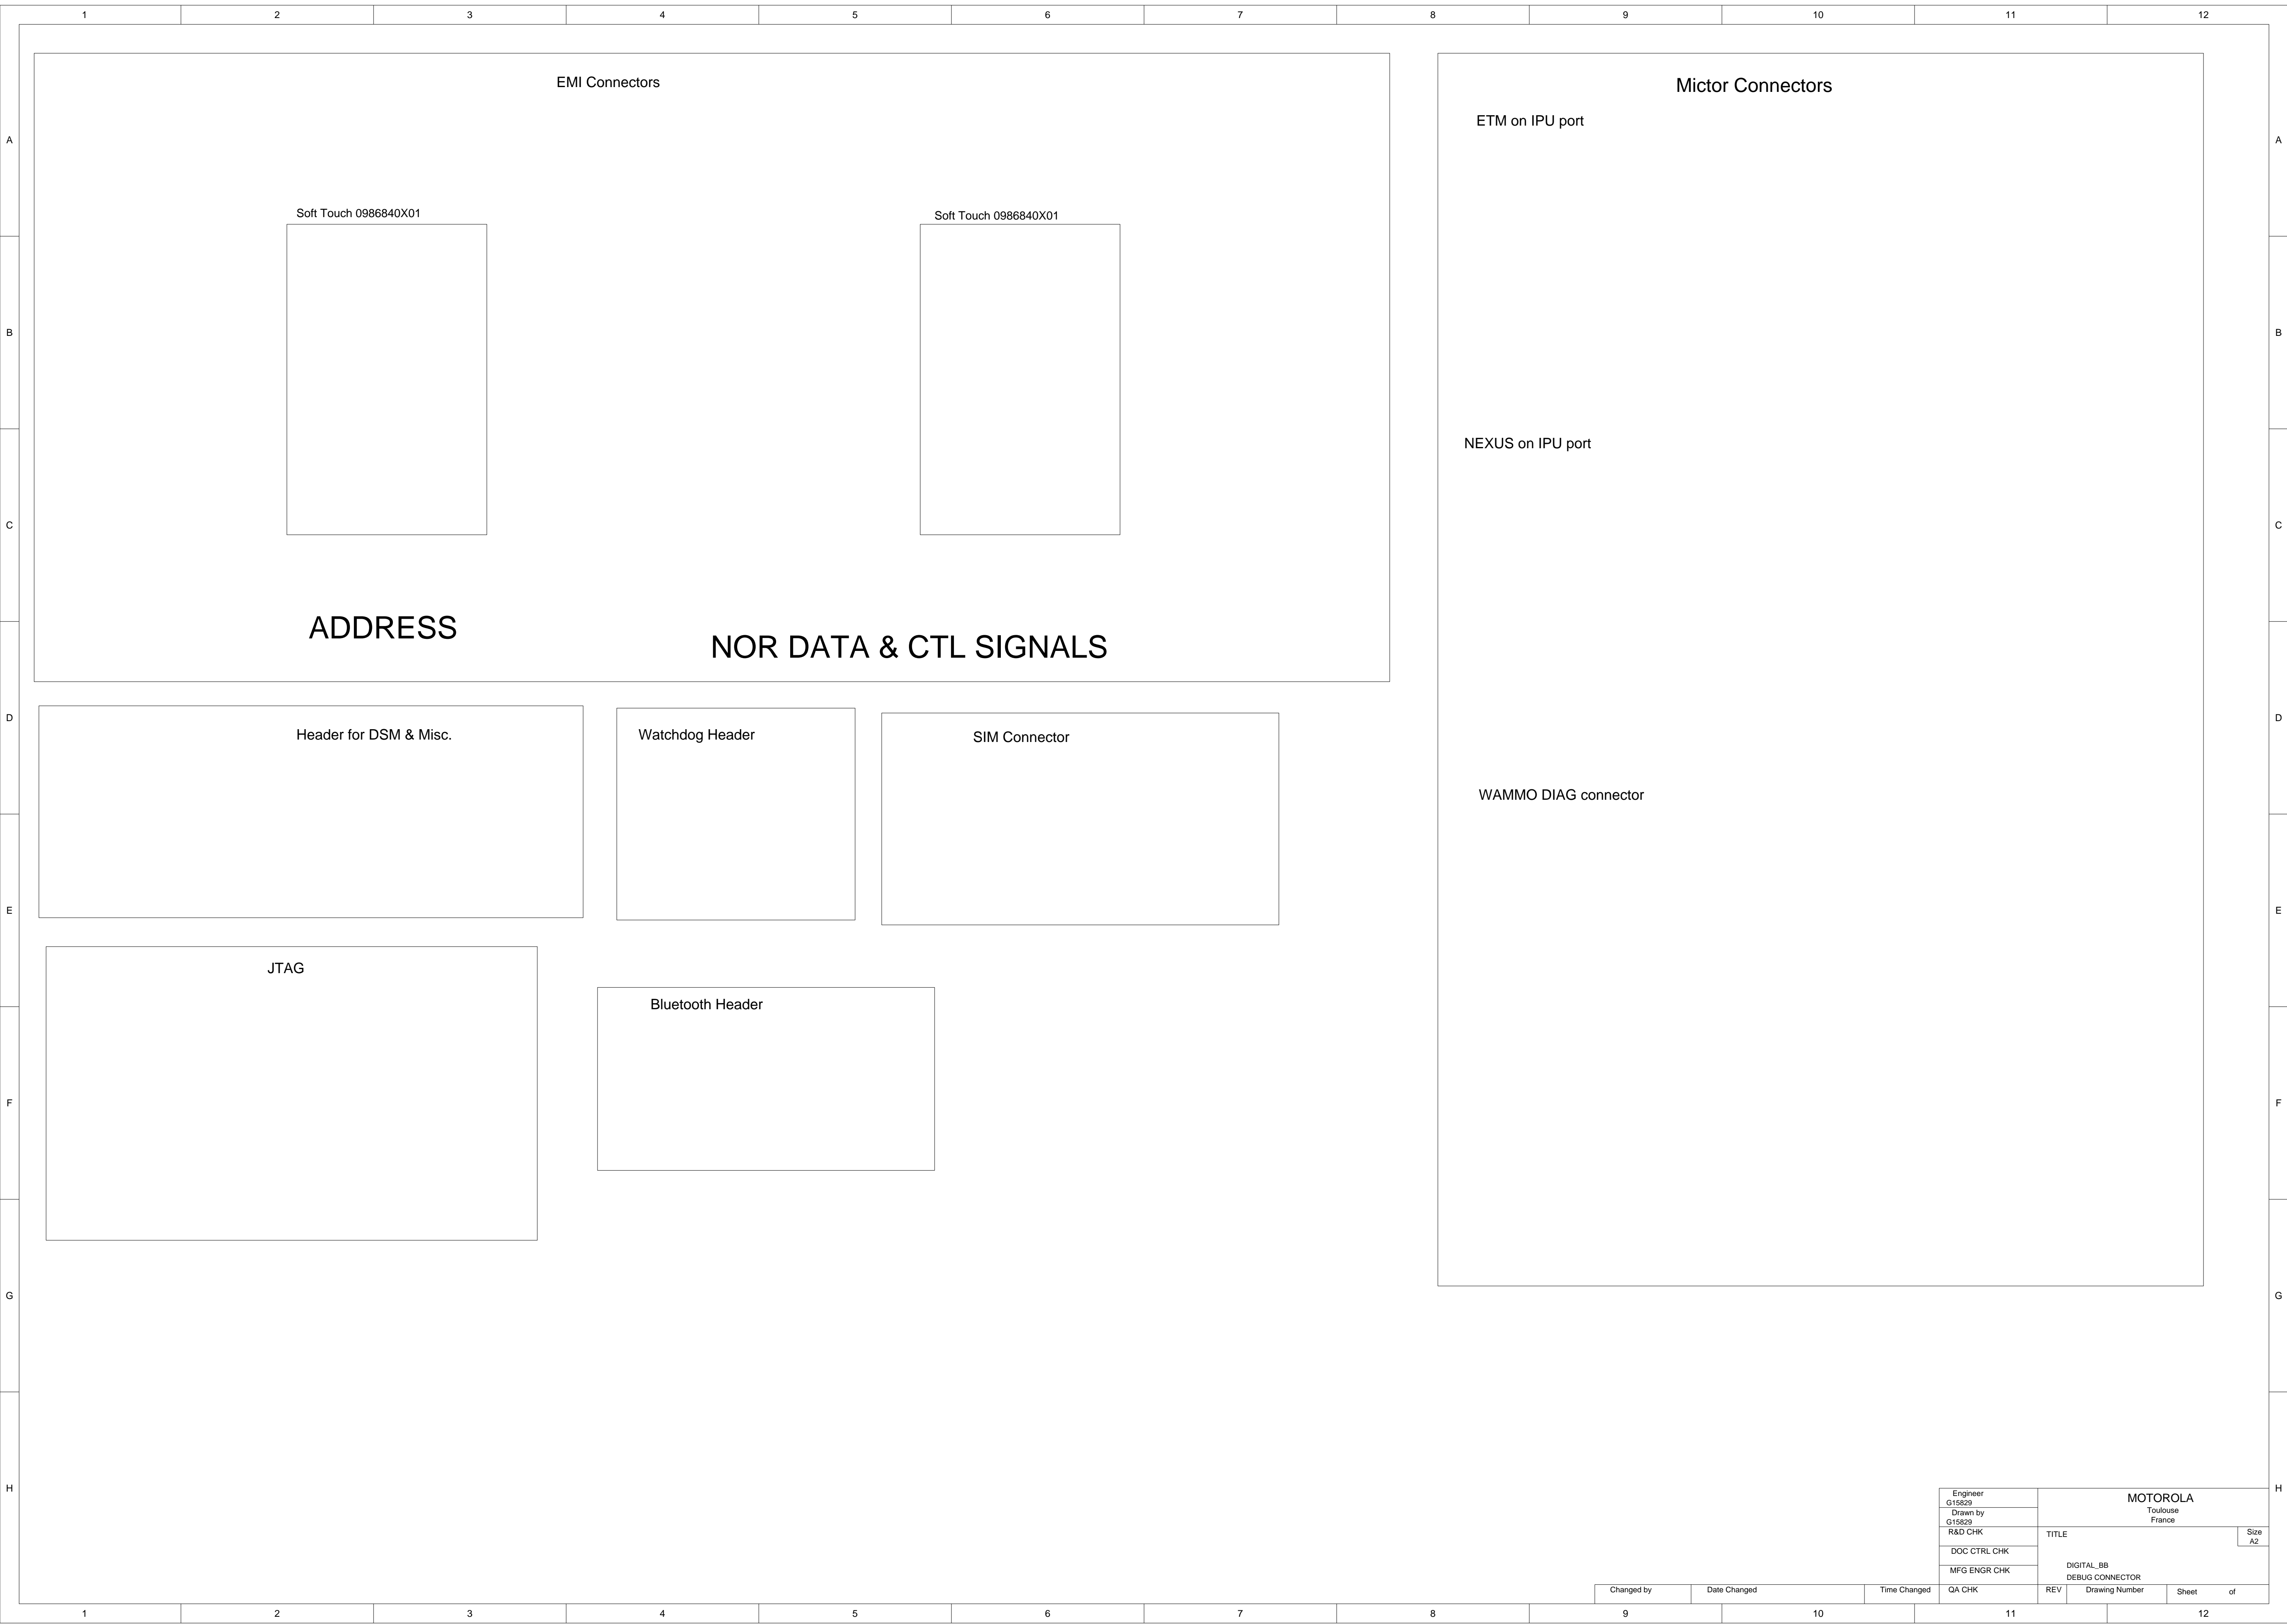 1 2 3 4 5 6 7 8 9 10 11 12
EMI Connectors
Mictor Connectors
ETM on IPU port
A A
Soft Touch 0986840X01
Soft Touch 0986840X01
B B
NEXUS on IPU port
C C
ADDRESS
NOR DATA & CTL SIGNALS
D D
Header for DSM & Misc.
Watchdog Header
SIM Connector
WAMMO DIAG connector
E E
JTAG
Bluetooth Header
F F
G G
H H
Engineer
G15829
Drawn by
G15829
R&D CHK
DOC CTRL CHK
MFG ENGR CHK
QA CHK
MOTOROLA
Toulouse
France
TITLE
Size
A2
DIGITAL_BB
DEBUG CONNECTOR
Changed by Date Changed Time Changed
REV Drawing Number Sheet of
1 2 3 4 5 6 7 8 9 10 11 12